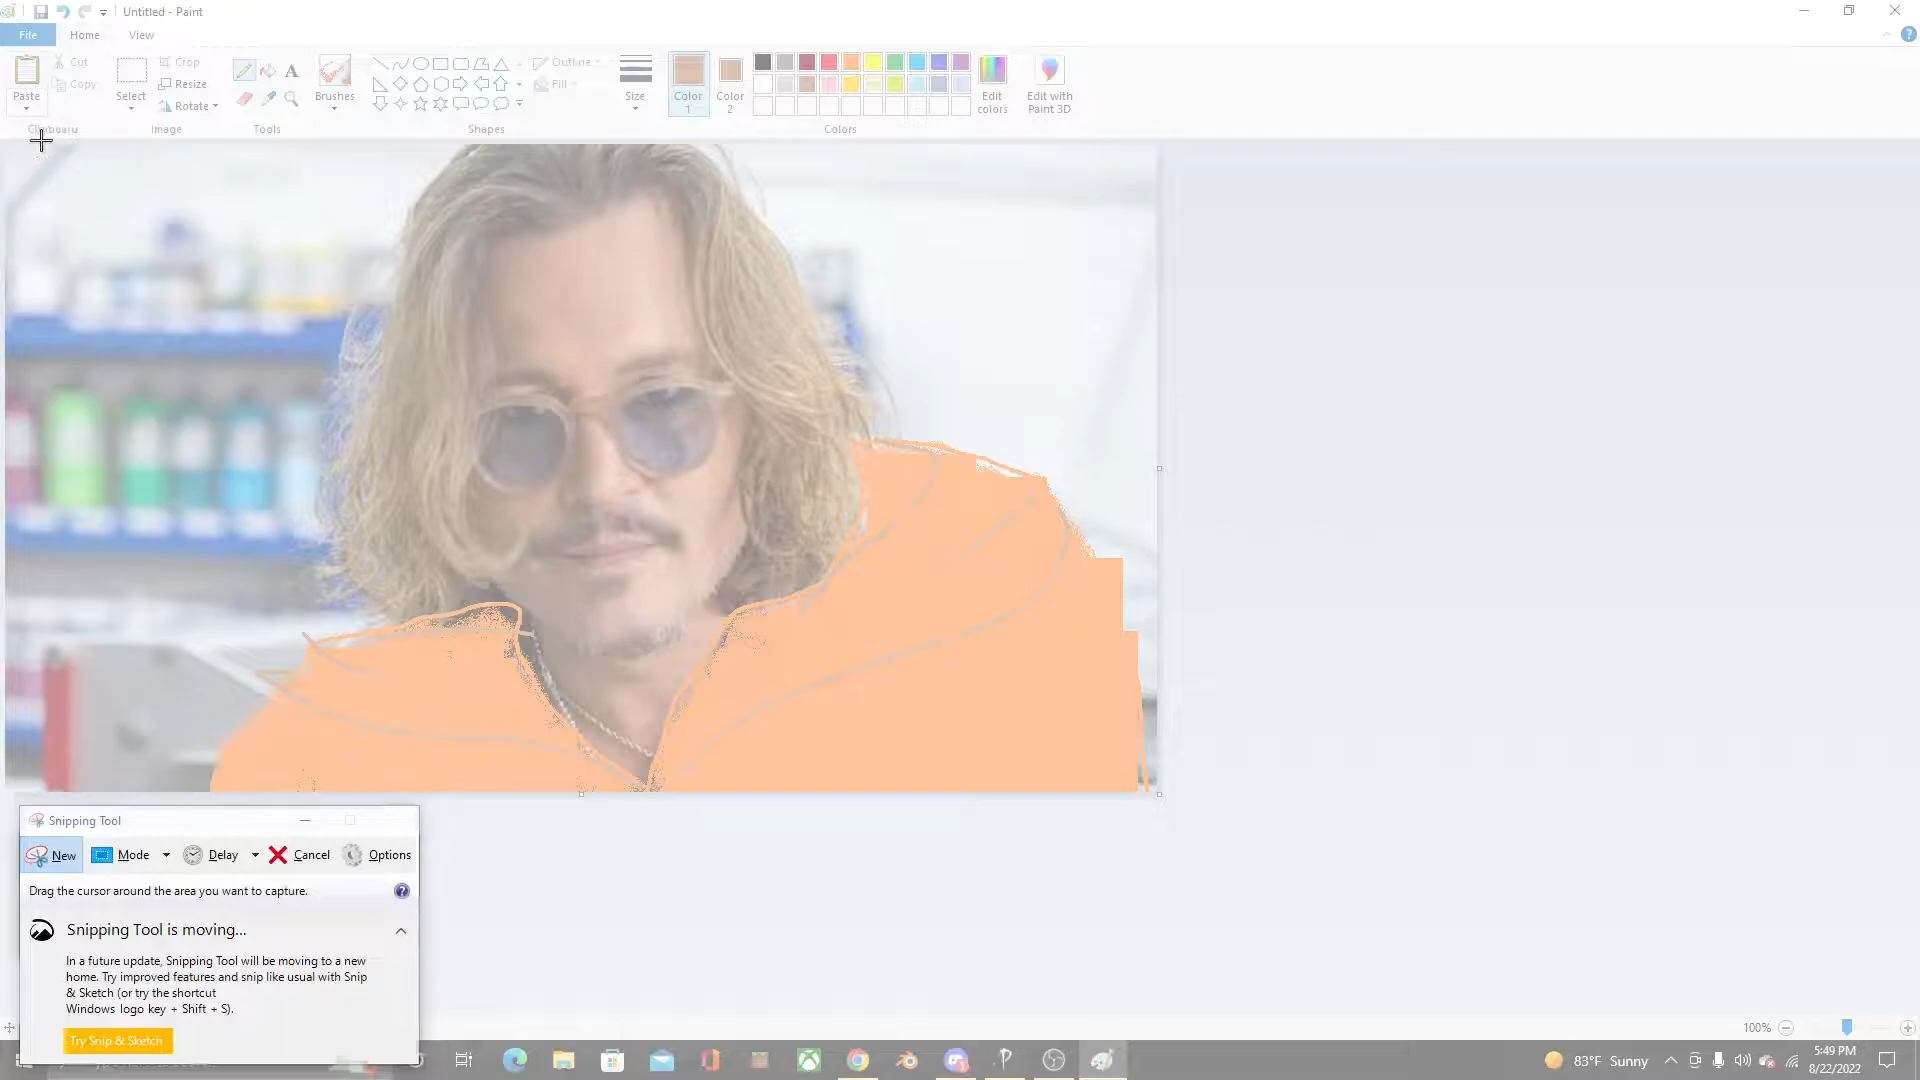 Untitled - Paint
File
Home
View
Paste
Cut
Copy
Clipboard
Select
Crop
Resize
Rotate
Image
Tools
Brushes
Outline
Fill
Shapes
Size
Color
1
Color
2
Colors
Edit
colors
Edit with
Paint 3D
Snipping Tool
New
Mode
Delay
Cancel
Options
Drag the cursor around the area you want to capture.
Snipping Tool is moving...
In a future update, Snipping Tool will be moving to a new
home. Try improved features and snip like usual with Snip
& Sketch (or try the shortcut
Windows logo key + Shift + S).
Try Snip & Sketch
100%
83°F Sunny
5:49 PM
8/22/2022